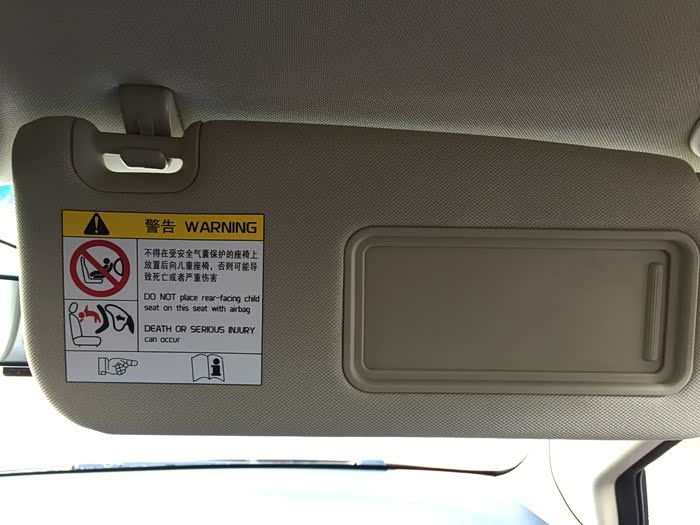 警告 WARNING
不得在受安全气囊保护的座椅上
放置后向儿童座椅，否则可能导
致死亡或者严重伤害
DO NOT place rear-facing child
seat on this seat with airbag
DEATH OR SERIOUS INJURY
can occur